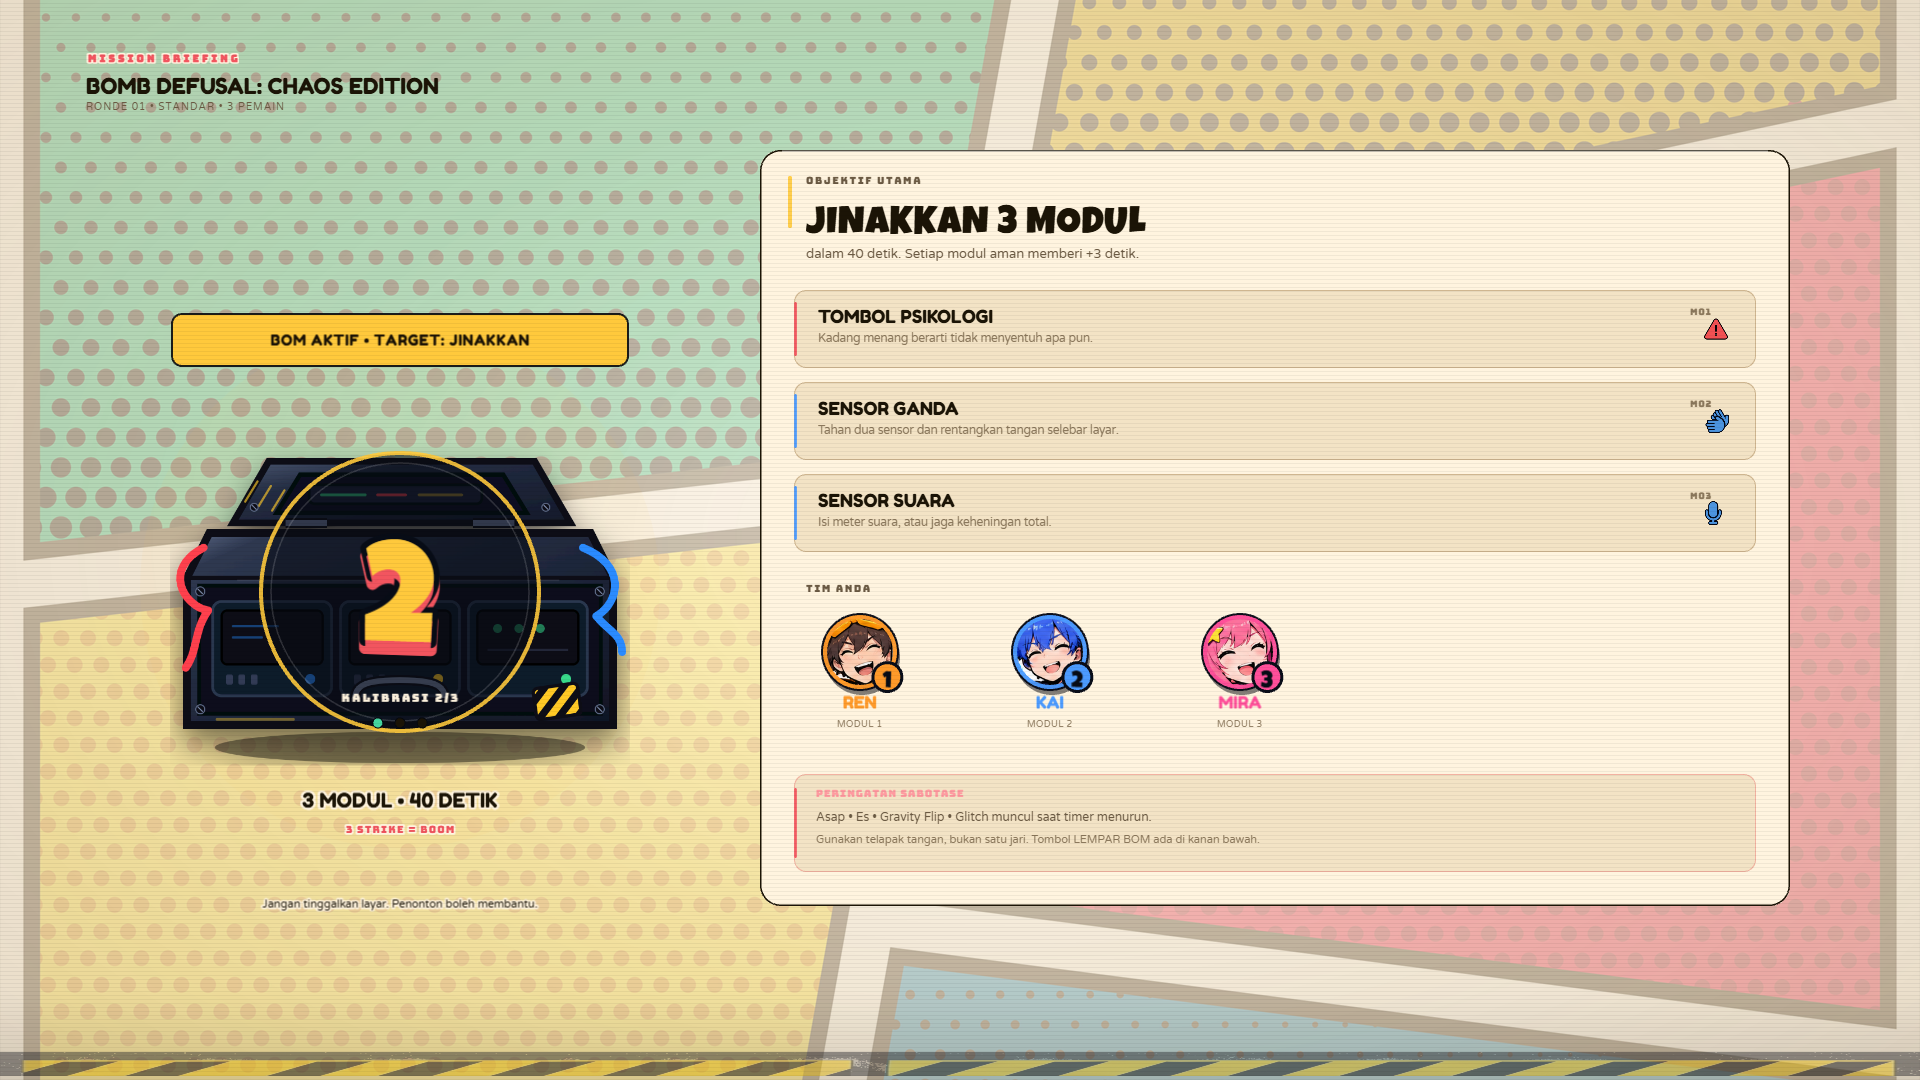 MISSION BRIEFING
BOMB DEFUSAL: CHAOS EDITION
RONDE 01 • STANDAR • 3 PEMAIN
BOM AKTIF • TARGET: JINAKKAN
2
KALIBRASI 2/3
3 MODUL • 40 DETIK
3 STRIKE = BOOM
Jangan tinggalkan layar. Penonton boleh membantu.
OBJEKTIF UTAMA
JINAKKAN 3 MODUL
dalam 40 detik. Setiap modul aman memberi +3 detik.
TOMBOL PSIKOLOGI
Kadang menang berarti tidak menyentuh apa pun.
M01
SENSOR GANDA
Tahan dua sensor dan rentangkan tangan selebar layar.
M02
SENSOR SUARA
Isi meter suara, atau jaga keheningan total.
M03
TIM ANDA
1
REN
MODUL 1
2
KAI
MODUL 2
3
MIRA
MODUL 3
PERINGATAN SABOTASE
Asap • Es • Gravity Flip • Glitch muncul saat timer menurun.
Gunakan telapak tangan, bukan satu jari. Tombol LEMPAR BOM ada di kanan bawah.